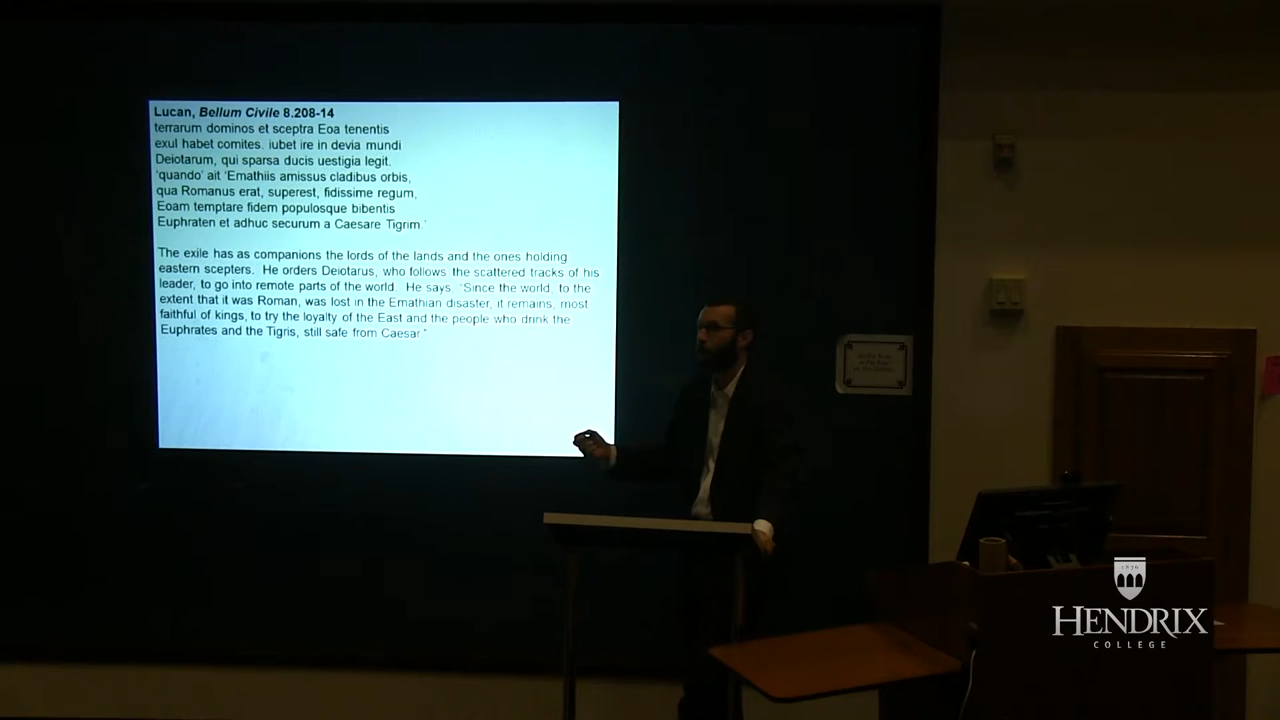 Lucan, Bellum Civile 8.208-14
terrarum dominos et sceptra Eoa tenentis
exul habet comites. iubet ire in devia mundi
Deiotarum, qui sparsa ducis uestigia legit.
‘quando’ ait ‘Emathiis amissus cladibus orbis,
qua Romanus erat, superest, fidissime regum,
Eoam temptare fidem populosque bibentis
Euphraten et adhuc securum a Caesare Tigrim.’
The exile has as companions the lords of the lands and the ones holding
eastern scepters. He orders Deiotarus, who follows the scattered tracks of his
leader, to go into remote parts of the world. He says, “Since the world, to the
extent that it was Roman, was lost in the Emathian disaster, it remains, most
faithful of kings, to try the loyalty of the East and the people who drink the
Euphrates and the Tigris, still safe from Caesar.”
1876
HENDRIX
COLLEGE